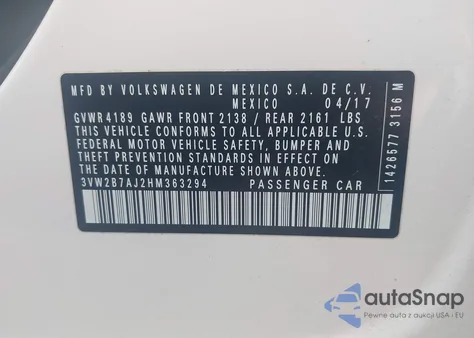 MFD BY VOLKSWAGEN DE MEXICO S.A. DE C.V.
MEXICO 04/17
GVWR 4189 GAWR FRONT 2138 / REAR 2161 LBS
THIS VEHICLE CONFORMS TO ALL APPLICABLE U.S.
FEDERAL MOTOR VEHICLE SAFETY, BUMPER AND
THEFT PREVENTION STANDARDS IN EFFECT ON THE
DATE OF MANUFACTURE SHOWN ABOVE.
3VW2B7AJ2HM363294 PASSENGER CAR
1426577 3156 M
autoSnap
Pewne auta z aukcji USA i EU